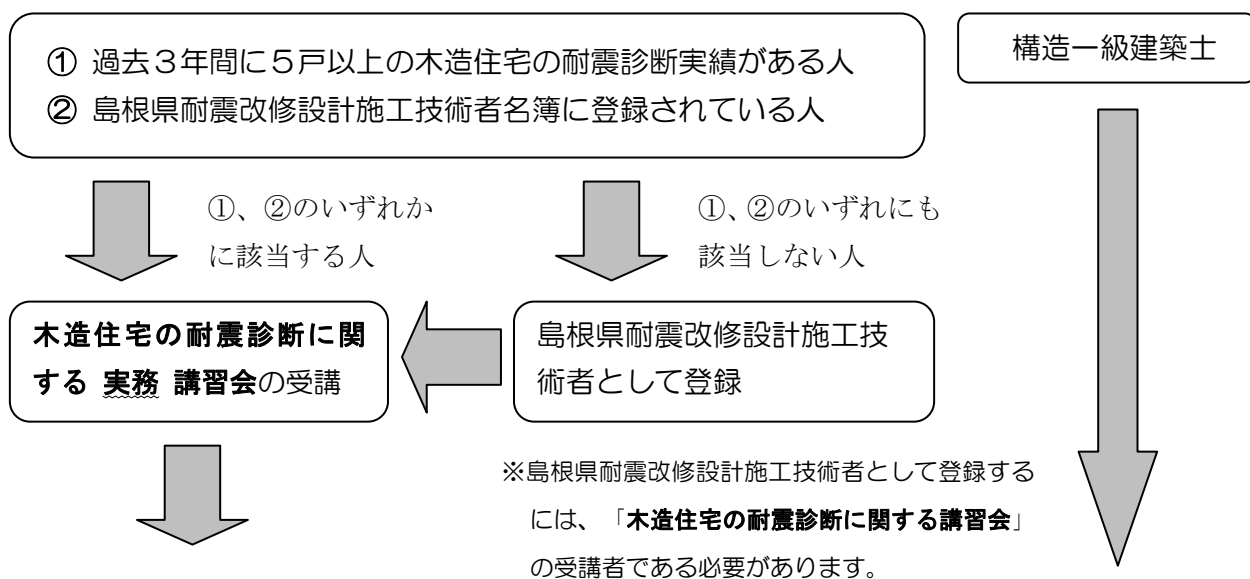 ① 過去３年間に５戸以上の木造住宅の耐震診断実績がある人
② 島根県耐震改修設計施工技術者名簿に登録されている人
構造一級建築士
①、②のいずれか
に該当する人
①、②のいずれにも
該当しない人
木造住宅の耐震診断に関
する 実務 講習会の受講
島根県耐震改修設計施工技
術者として登録
※島根県耐震改修設計施工技術者として登録する
には、「木造住宅の耐震診断に関する講習会」
の受講者である必要があります。